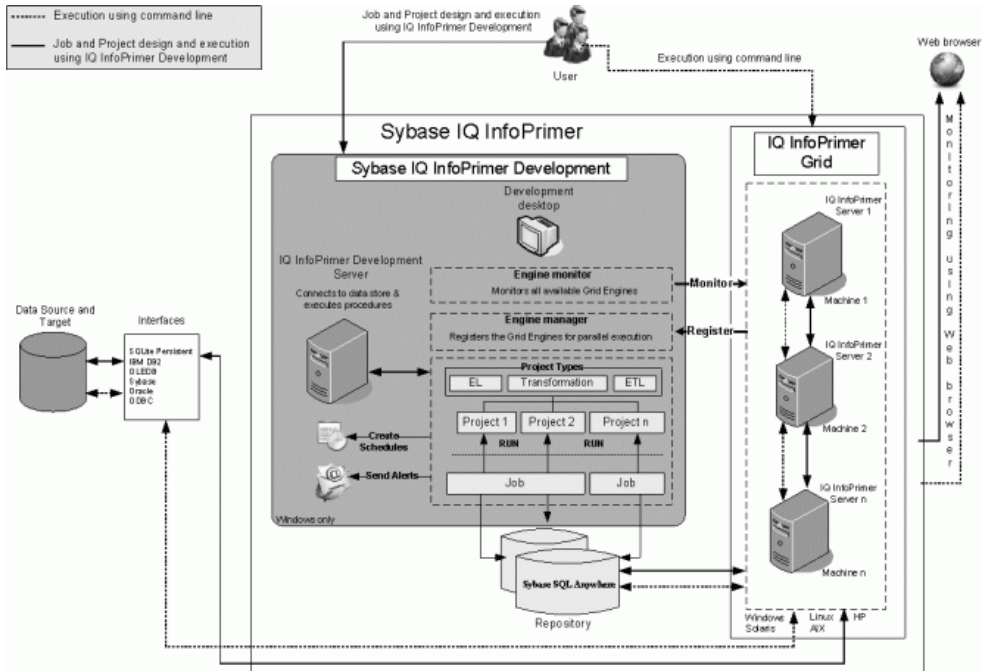 Execution using command line
Job and Project design and execution
using IQ InfoPrimer Development
Job and Project design and execution
using IQ InfoPrimer Development
User
Execution using command line
Web browser
Monitoring using Web browser
Sybase IQ InfoPrimer
Sybase IQ InfoPrimer Development
Development
desktop
IQ InfoPrimer Development
Server
Connects to data store &
executes procedures
Engine monitor
Monitors all available Grid Engines
Engine manager
Registers the Grid Engines for parallel execution
Monitor
Register
Project Types
EL
Transformation
ETL
Project 1
Project 2
Project n
RUN
RUN
Create
Schedules
Send Alerts
Job
Job
Windows only
Data Source and
Target
Interfaces
SQLite Persistent
IBM DB2
OLEDB
Sybase
Oracle
ODBC
Sybase SQL Anywhere
Repository
IQ InfoPrimer
Grid
IQ InfoPrimer
Server 1
Machine 1
IQ InfoPrimer
Server 2
Machine 2
IQ InfoPrimer
Server n
Machine n
Windows
Solaris
Linux
AIX
HP